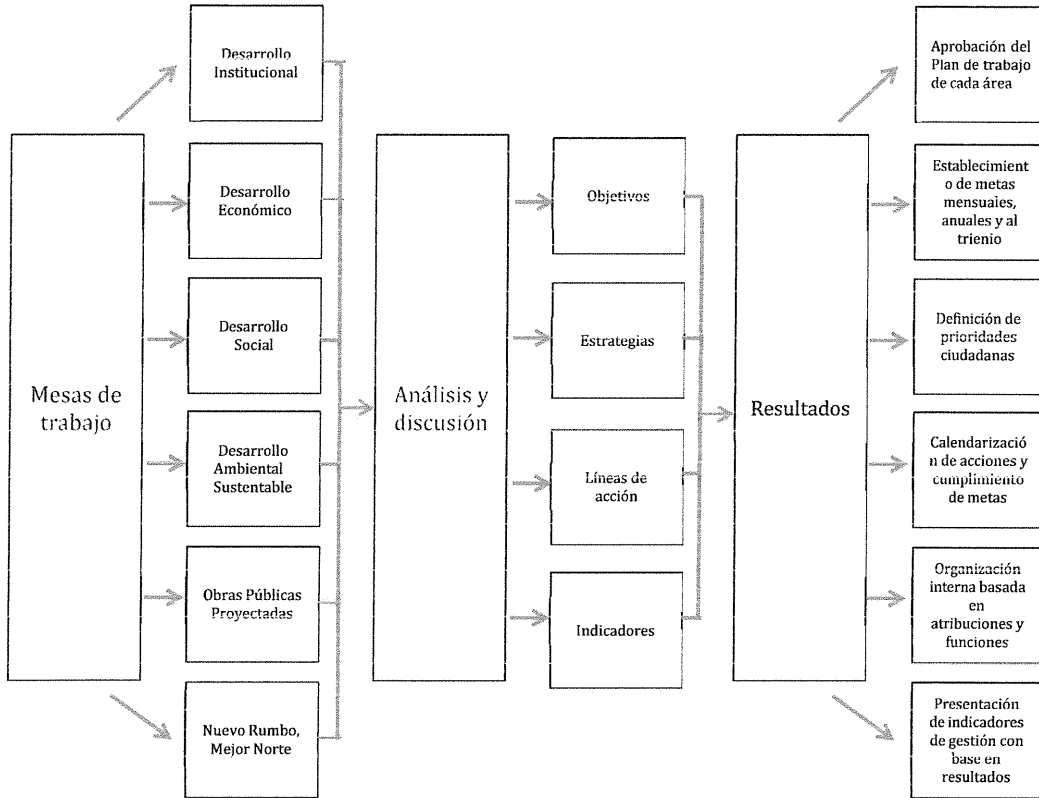 Mesas de
trabajo
Desarrollo
Institucional
Desarrollo
Económico
Desarrollo
Social
Desarrollo
Ambiental
Sustentable
Obras Públicas
Proyectadas
Nuevo Rumbo,
Mejor Norte
Análisis y
discusión
Objetivos
Estrategias
Líneas de
acción
Indicadores
Resultados
Aprobación del
Plan de trabajo
de cada área
Establecimient
o de metas
mensuales,
anuales y al
trienio
Definición de
prioridades
ciudadanas
Calendarizació
n de acciones y
cumplimiento
de metas
Organización
interna basada
en
atribuciones y
funciones
Presentación
de indicadores
de gestión con
base en
resultados